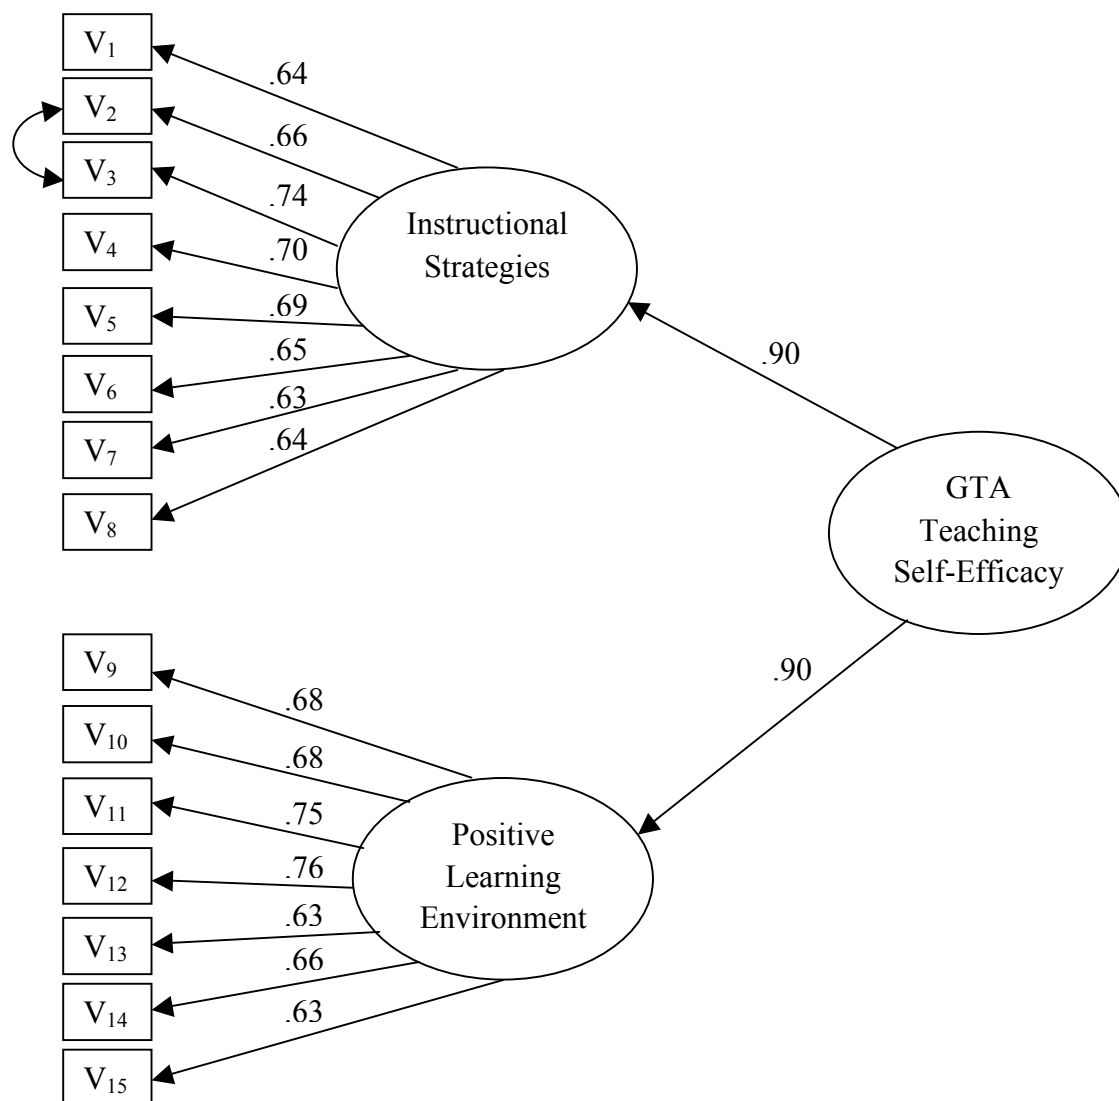 V₁
.64
V₂
.66
V₃
.74
V₄
.70
V₅
.69
V₆
.65
V₇
.63
V₈
.64
Instructional
Strategies
.90
GTA
Teaching
Self-Efficacy
.90
V₉
.68
V₁₀
.68
V₁₁
.75
V₁₂
.76
V₁₃
.63
V₁₄
.66
V₁₅
.63
Positive
Learning
Environment